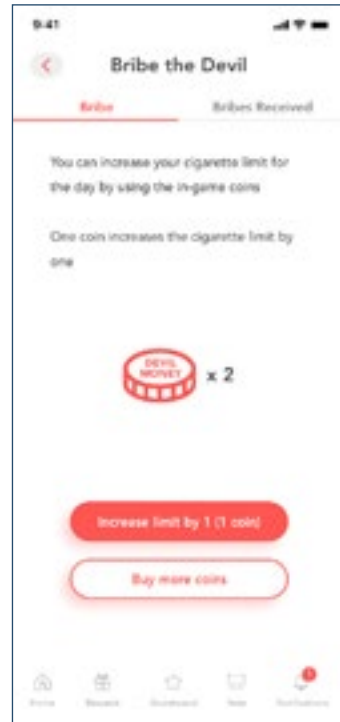 9:41
Bribe the Devil
Bribe Bribes Received
You can increase your cigarette limit for
the day by using the in-game coins
One coin increases the cigarette limit by
one
DEVIL
MONEY x 2
Increase limit by 1 (1 coin)
Buy more coins
Home Notifications